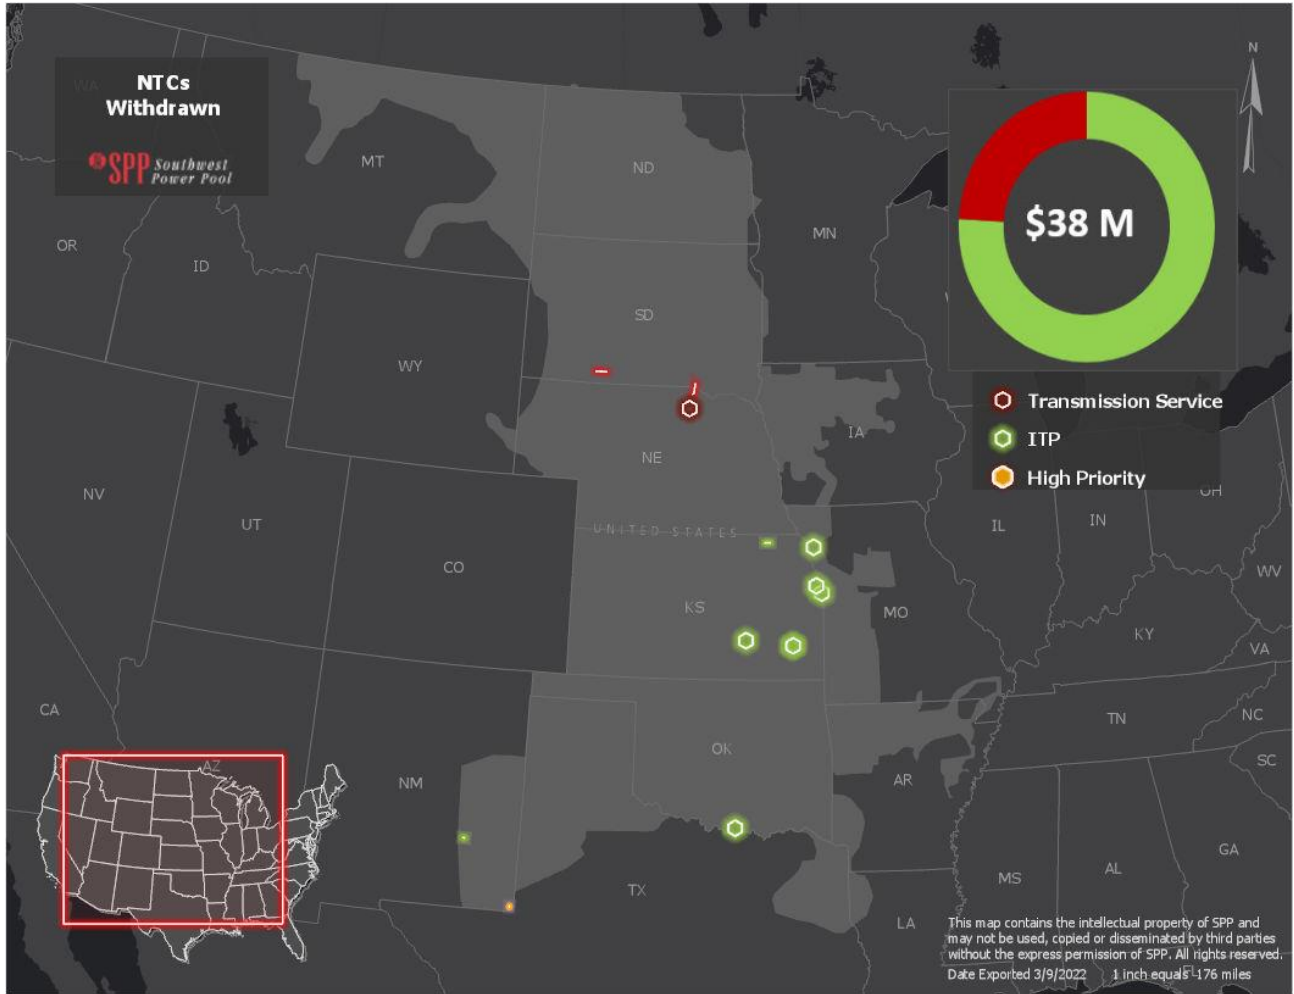 NTCs
Withdrawn
SPP Southwest
Power Pool
N
WA
MT
ND
MN
OR
ID
SD
WY
IA
NE
NV
UT
UNITED STATES
CO
KS
MO
IL
IN
OH
WV
KY
VA
CA
AZ
NM
OK
AR
TN
NC
SC
TX
MS
AL
GA
LA
FL
$38 M
Transmission Service
ITP
High Priority
This map contains the intellectual property of SPP and
may not be used, copied or disseminated by third parties
without the express permission of SPP. All rights reserved.
Date Exported 3/9/2022 1 inch equals 176 miles